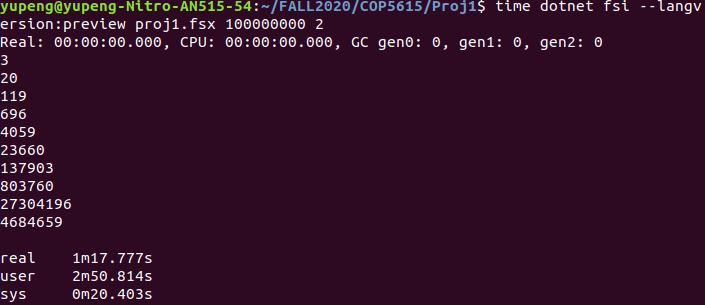 yupeng@yupeng-Nitro-AN515-54:~/FALL2020/COP5615/Proj1$ time dotnet fsi --langv
ersion:preview proj1.fsx 100000000 2
Real: 00:00:00.000, CPU: 00:00:00.000, GC gen0: 0, gen1: 0, gen2: 0
3
20
119
696
4059
23660
137903
803760
27304196
4684659
real 1m17.777s
user 2m50.814s
sys 0m20.403s